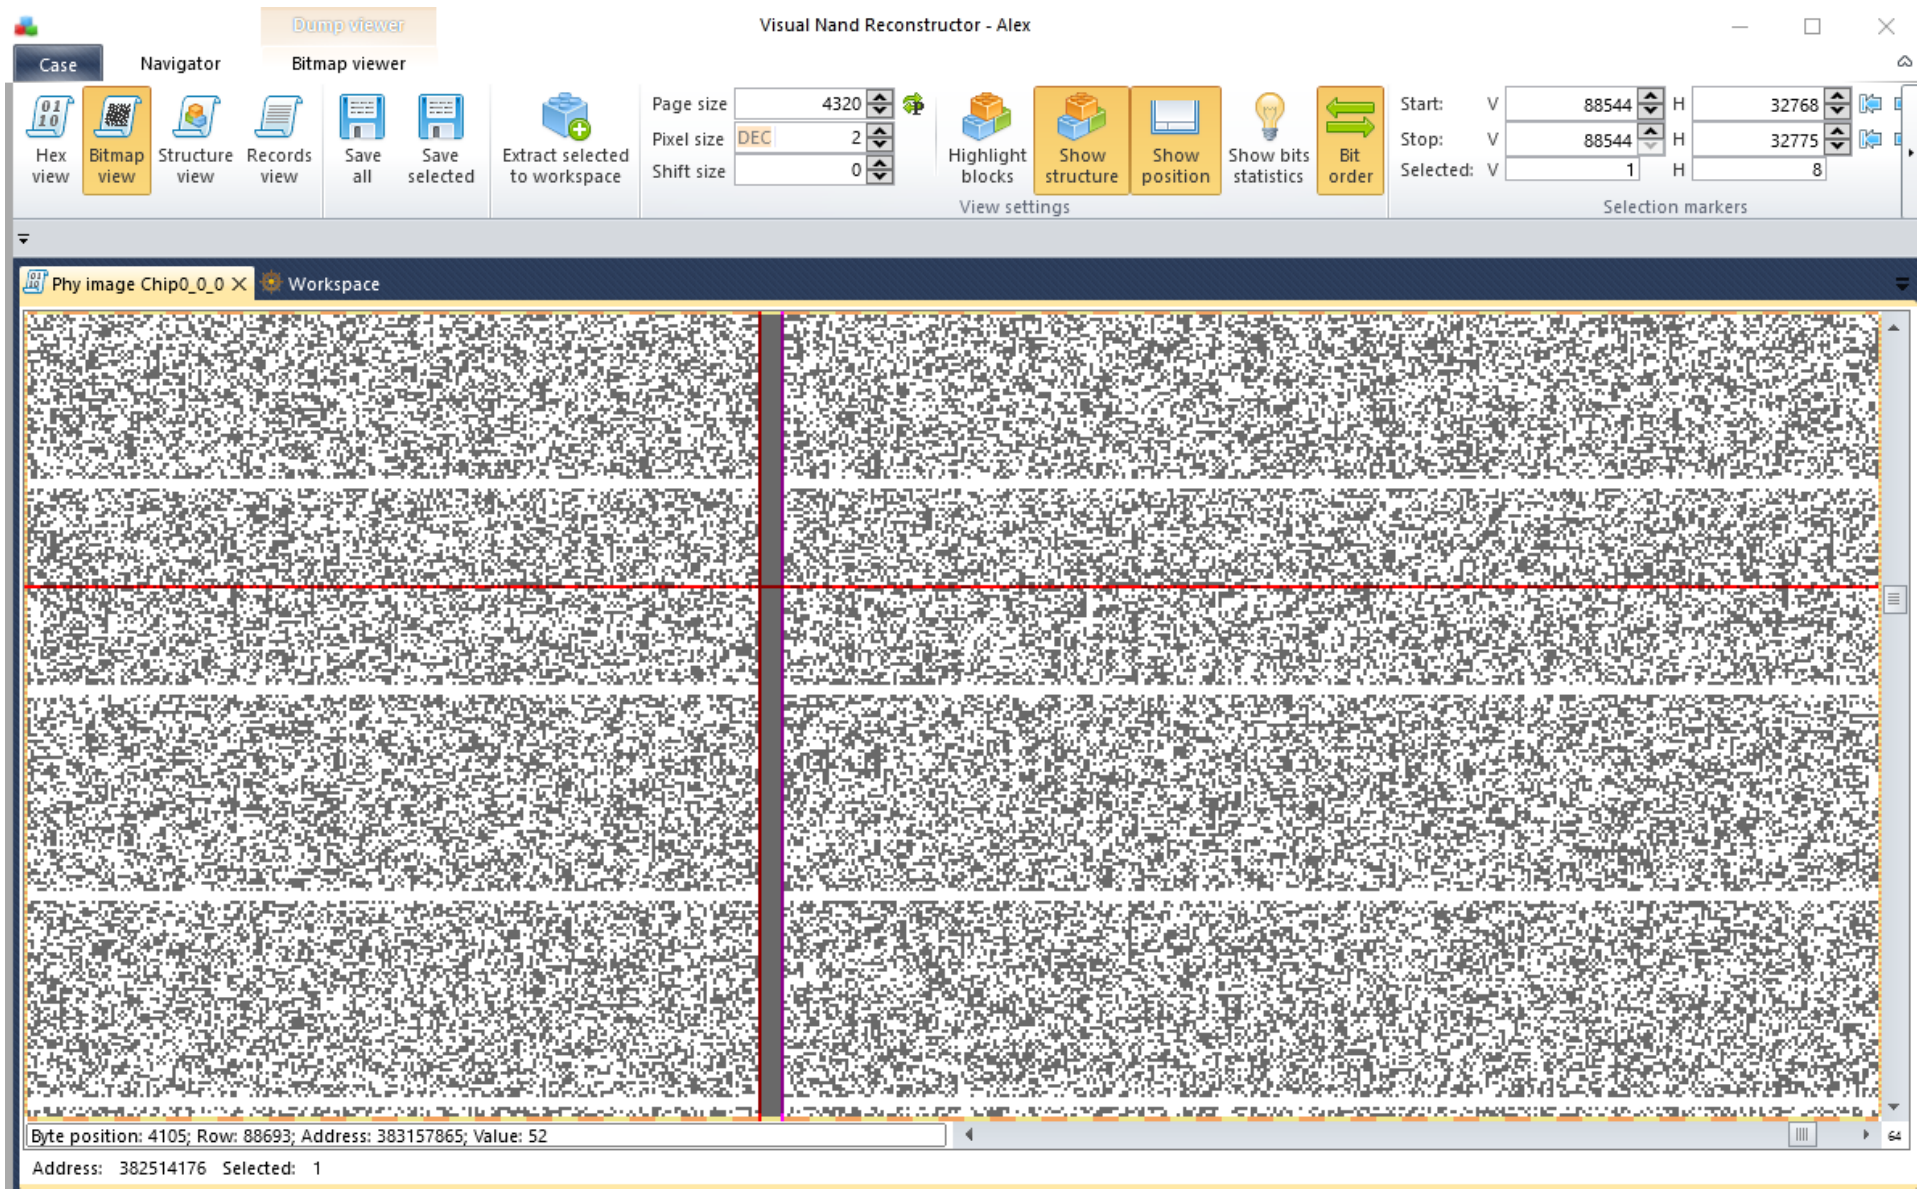 Dump viewer
Visual Nand Reconstructor - Alex
Case Navigator Bitmap viewer
Hex view
Bitmap view
Structure view
Records view
Save all
Save selected
Extract selected to workspace
Page size 4320
Pixel size DEC 2
Shift size 0
Highlight blocks
Show structure
Show position
Show bits statistics
Bit order
View settings
Start: V 88544 H 32768
Stop: V 88544 H 32775
Selected: V 1 H 8
Selection markers
Phy image Chip0_0_0 Workspace
Byte position: 4105; Row: 88693; Address: 383157865; Value: 52
64
Address: 382514176 Selected: 1